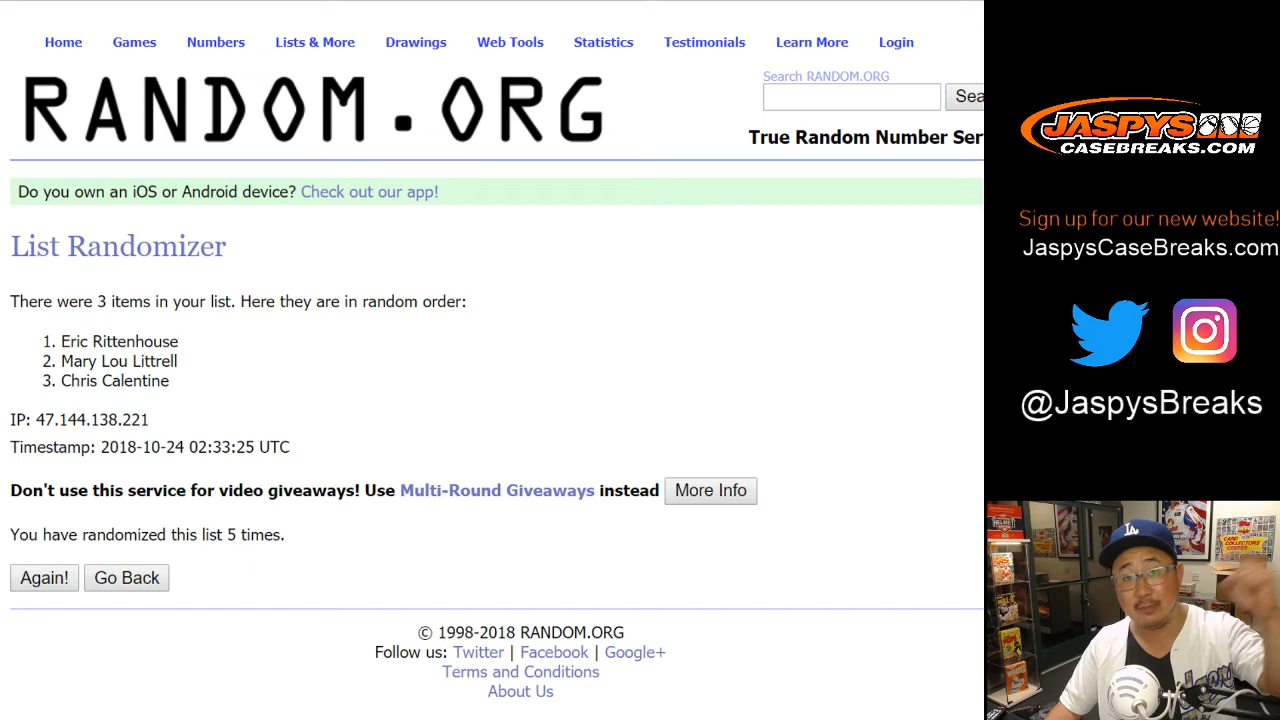 Home Games Numbers Lists & More Drawings Web Tools Statistics Testimonials Learn More Login
RANDOM.ORG
Search RANDOM.ORG
Sea
True Random Number Ser
Do you own an iOS or Android device? Check out our app!
List Randomizer
There were 3 items in your list. Here they are in random order:
1. Eric Rittenhouse
2. Mary Lou Littrell
3. Chris Calentine
IP: 47.144.138.221
Timestamp: 2018-10-24 02:33:25 UTC
Don't use this service for video giveaways! Use Multi-Round Giveaways instead More Info
You have randomized this list 5 times.
Again! Go Back
© 1998-2018 RANDOM.ORG
Follow us: Twitter | Facebook | Google+
Terms and Conditions
About Us
JASPYS
CASEBREAKS.COM
Sign up for our new website!
JaspysCaseBreaks.com
@JaspysBreaks
HELMET
CARD
COLLECTORS
CENTER
LA